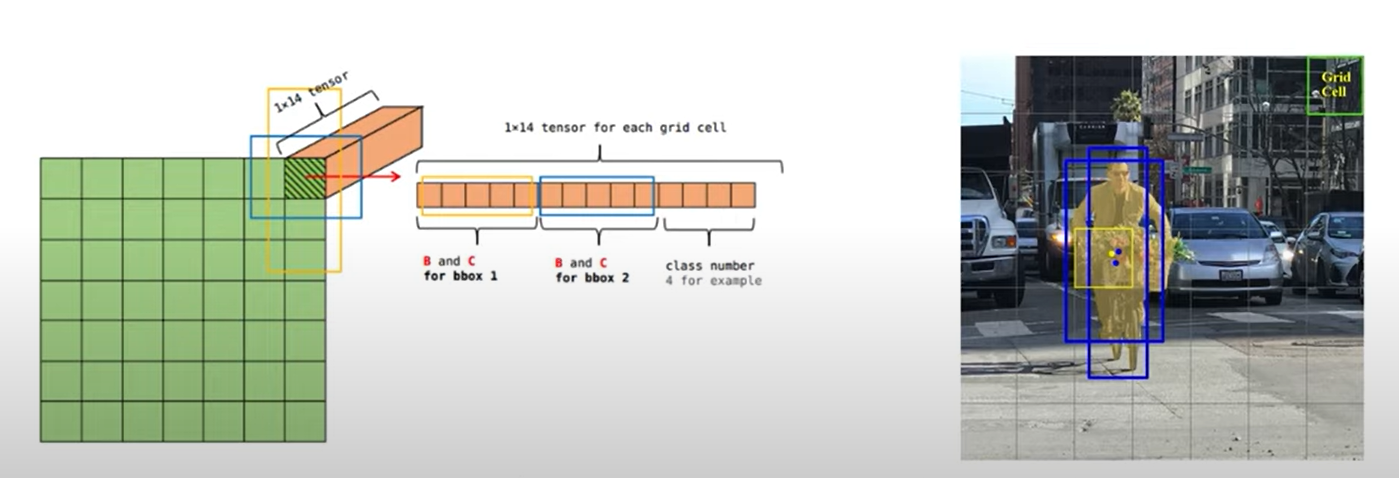 1×14 tensor
1×14 tensor for each grid cell
B and C
for bbox 1
B and C
for bbox 2
class number
4 for example
Grid
Cell